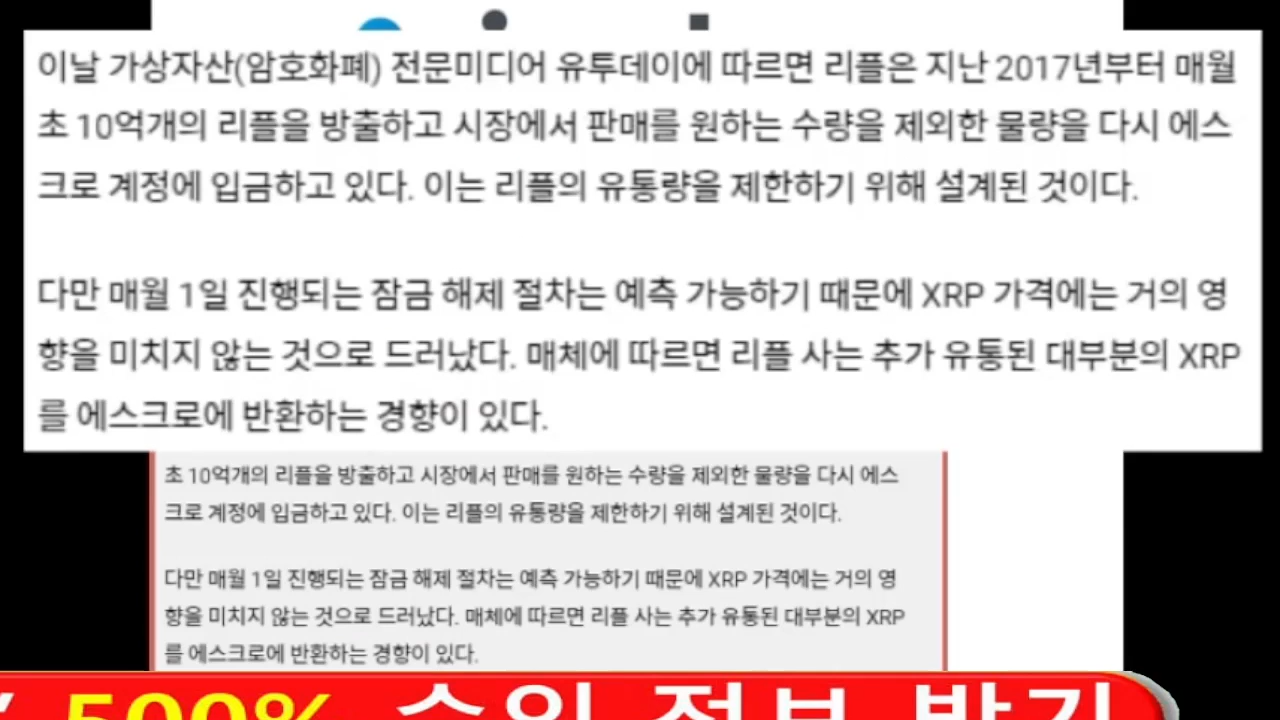 이날 가상자산(암호화폐) 전문미디어 유투데이에 따르면 리플은 지난 2017년부터 매월
초 10억개의 리플을 방출하고 시장에서 판매를 원하는 수량을 제외한 물량을 다시 에스
크로 계정에 입금하고 있다. 이는 리플의 유통량을 제한하기 위해 설계된 것이다.
다만 매월 1일 진행되는 잠금 해제 절차는 예측 가능하기 때문에 XRP 가격에는 거의 영
향을 미치지 않는 것으로 드러났다. 매체에 따르면 리플 사는 추가 유통된 대부분의 XRP
를 에스크로에 반환하는 경향이 있다.
초 10억개의 리플을 방출하고 시장에서 판매를 원하는 수량을 제외한 물량을 다시 에스
크로 계정에 입금하고 있다. 이는 리플의 유통량을 제한하기 위해 설계된 것이다.
다만 매월 1일 진행되는 잠금 해제 절차는 예측 가능하기 때문에 XRP 가격에는 거의 영
향을 미치지 않는 것으로 드러났다. 매체에 따르면 리플 사는 추가 유통된 대부분의 XRP
를 에스크로에 반환하는 경향이 있다.
500% 수익 정보 받기